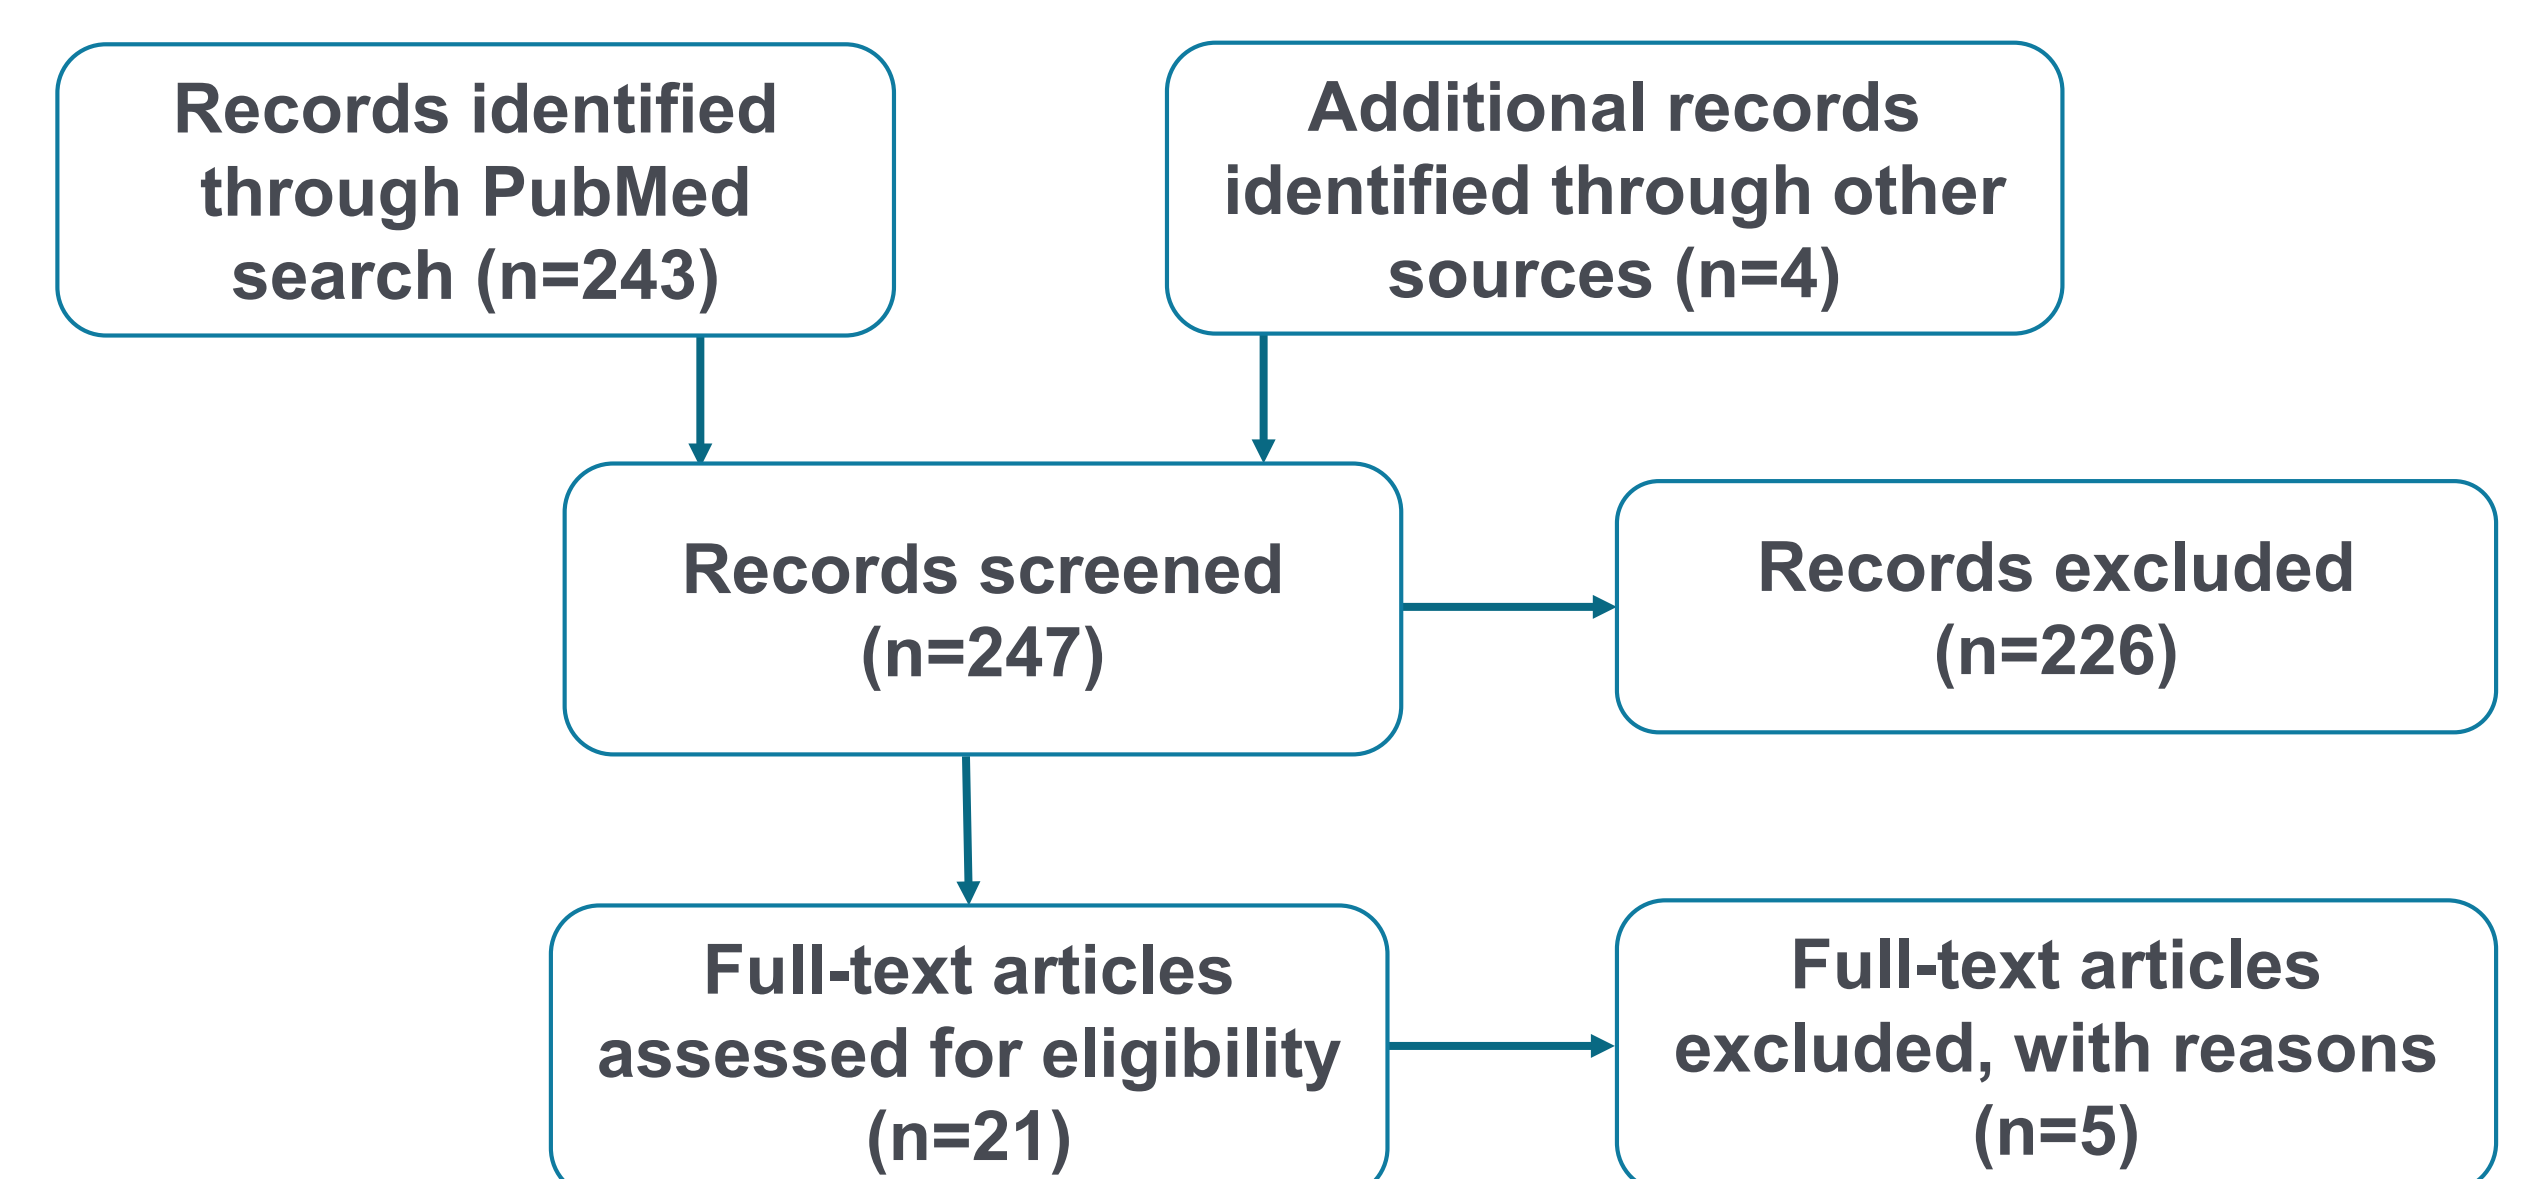 Records identified
through PubMed
search (n=243)
Additional records
identified through other
sources (n=4)
Records screened
(n=247)
Records excluded
(n=226)
Full-text articles
assessed for eligibility
(n=21)
Full-text articles
excluded, with reasons
(n=5)